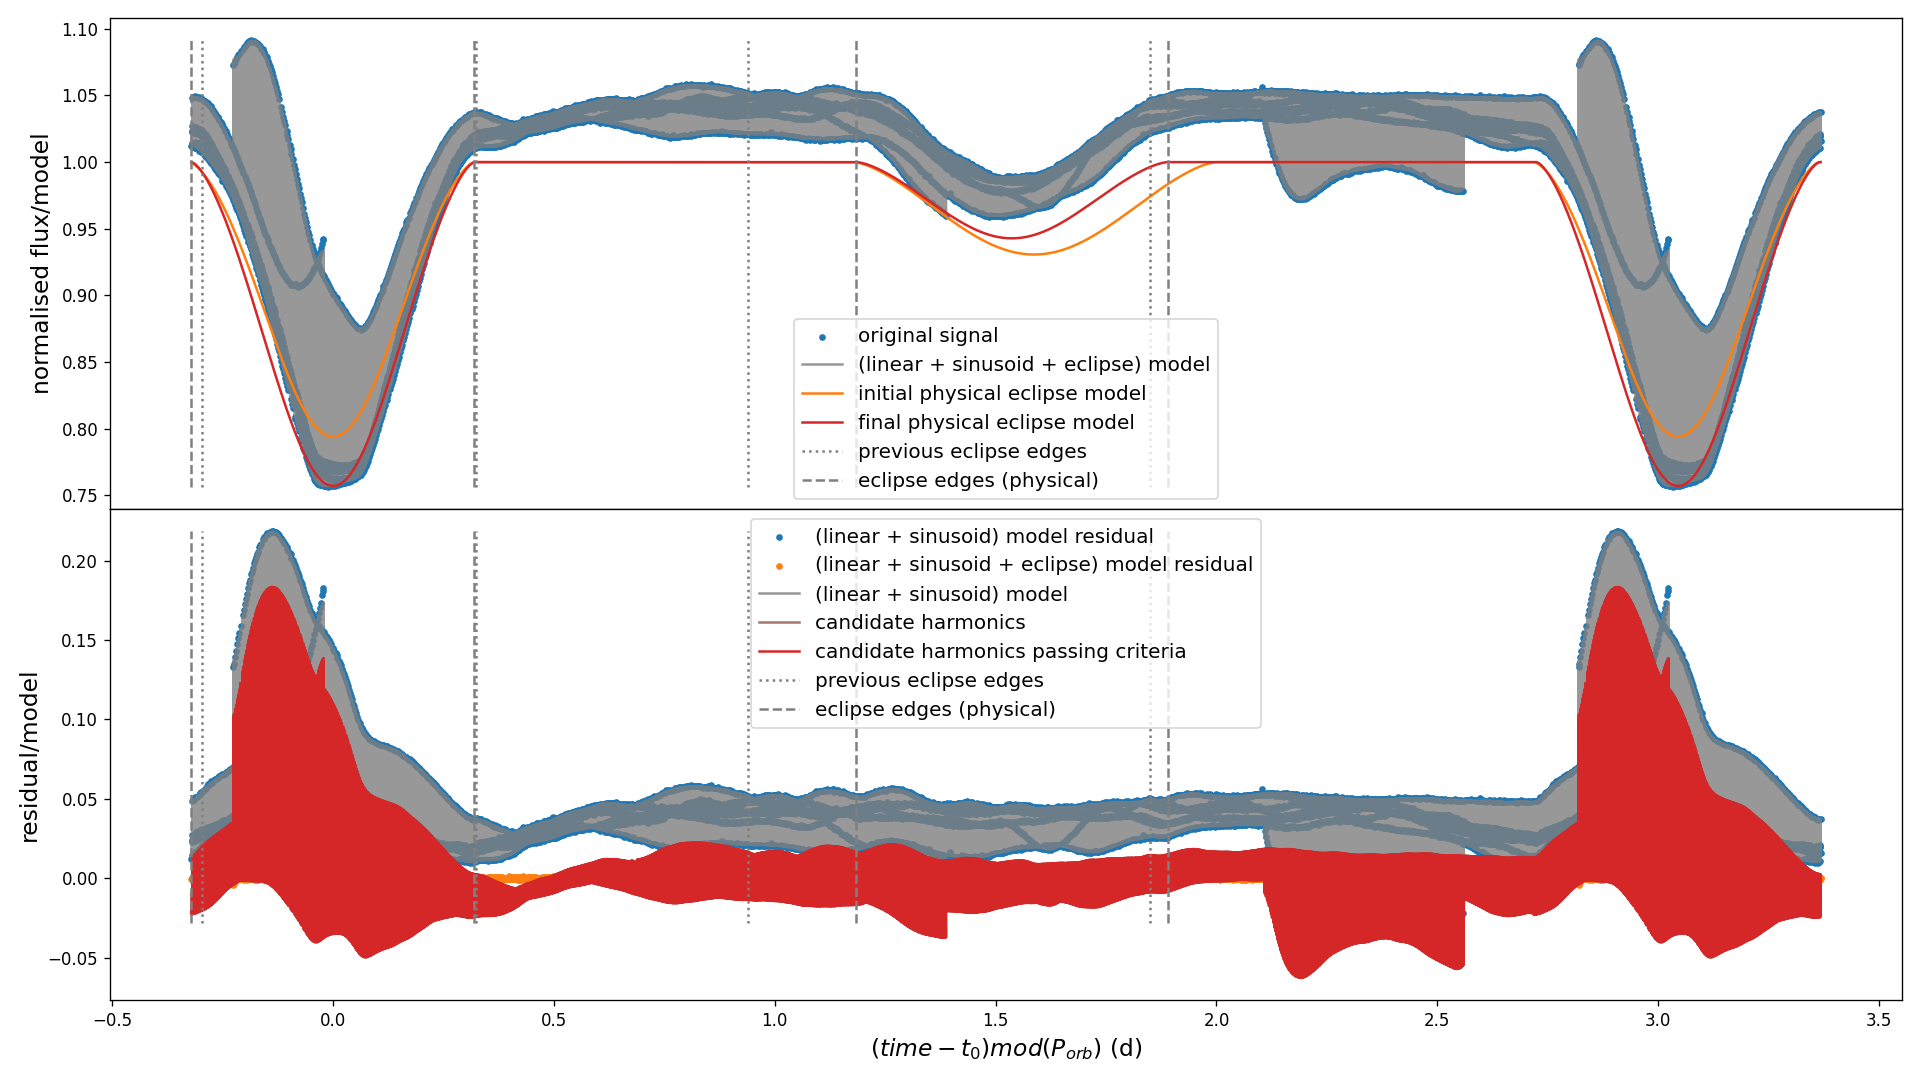 1.10
1.05
1.00
0.95
0.90
0.85
0.80
0.75
normalised flux/model
original signal
(linear + sinusoid + eclipse) model
initial physical eclipse model
final physical eclipse model
previous eclipse edges
eclipse edges (physical)
0.20
0.15
0.10
0.05
0.00
−0.05
residual/model
(linear + sinusoid) model residual
(linear + sinusoid + eclipse) model residual
(linear + sinusoid) model
candidate harmonics
candidate harmonics passing criteria
previous eclipse edges
eclipse edges (physical)
−0.5 0.0 0.5 1.0 1.5 2.0 2.5 3.0 3.5
(time − t₀)mod(P_orb) (d)